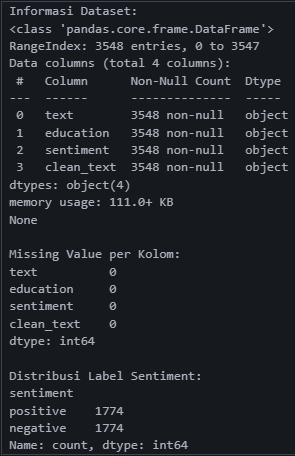 Informasi Dataset:
<class 'pandas.core.frame.DataFrame'>
RangeIndex: 3548 entries, 0 to 3547
Data columns (total 4 columns):
 #   Column      Non-Null Count  Dtype
---  ------      --------------  -----
 0   text        3548 non-null   object
 1   education   3548 non-null   object
 2   sentiment   3548 non-null   object
 3   clean_text  3548 non-null   object
dtypes: object(4)
memory usage: 111.0+ KB
None

Missing Value per Kolom:
text          0
education     0
sentiment     0
clean_text    0
dtype: int64

Distribusi Label Sentiment:
sentiment
positive    1774
negative    1774
Name: count, dtype: int64